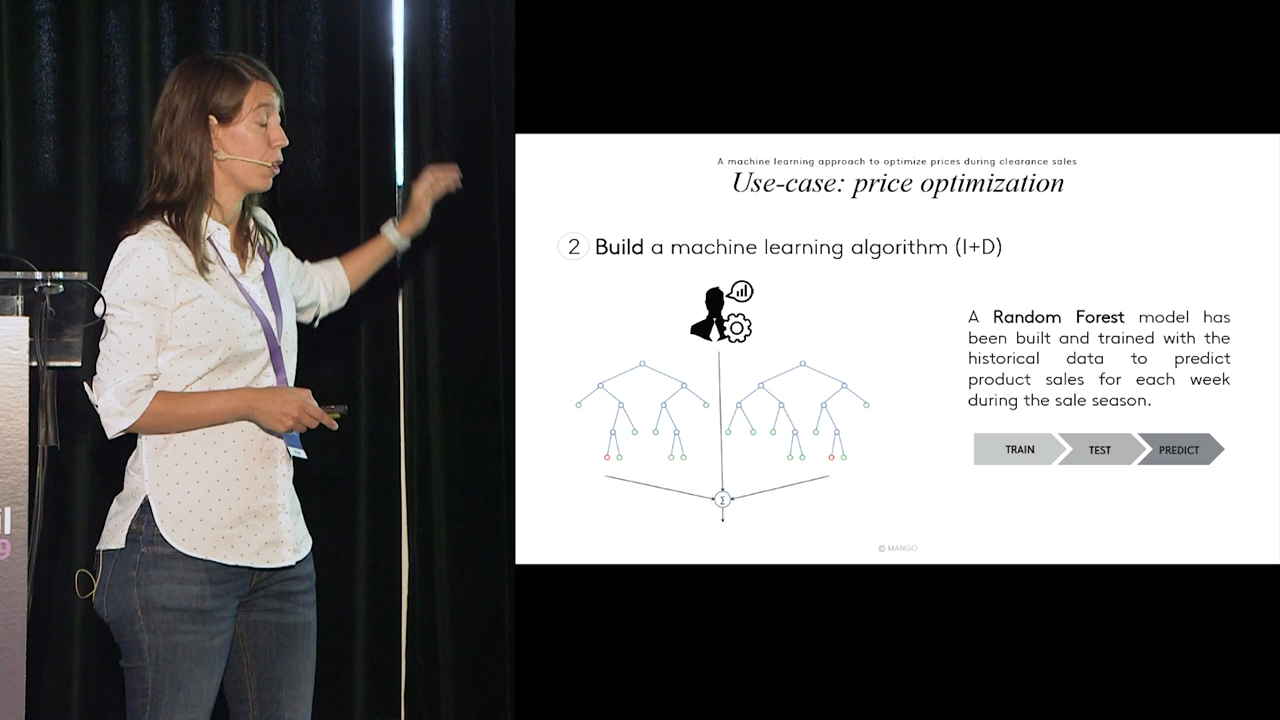 A machine learning approach to optimize prices during clearance sales
Use-case: price optimization
2 Build a machine learning algorithm (I+D)
A Random Forest model has
been built and trained with the
historical data to predict
product sales for each week
during the sale season.
Σ
TRAIN TEST PREDICT
© MANGO
il
9